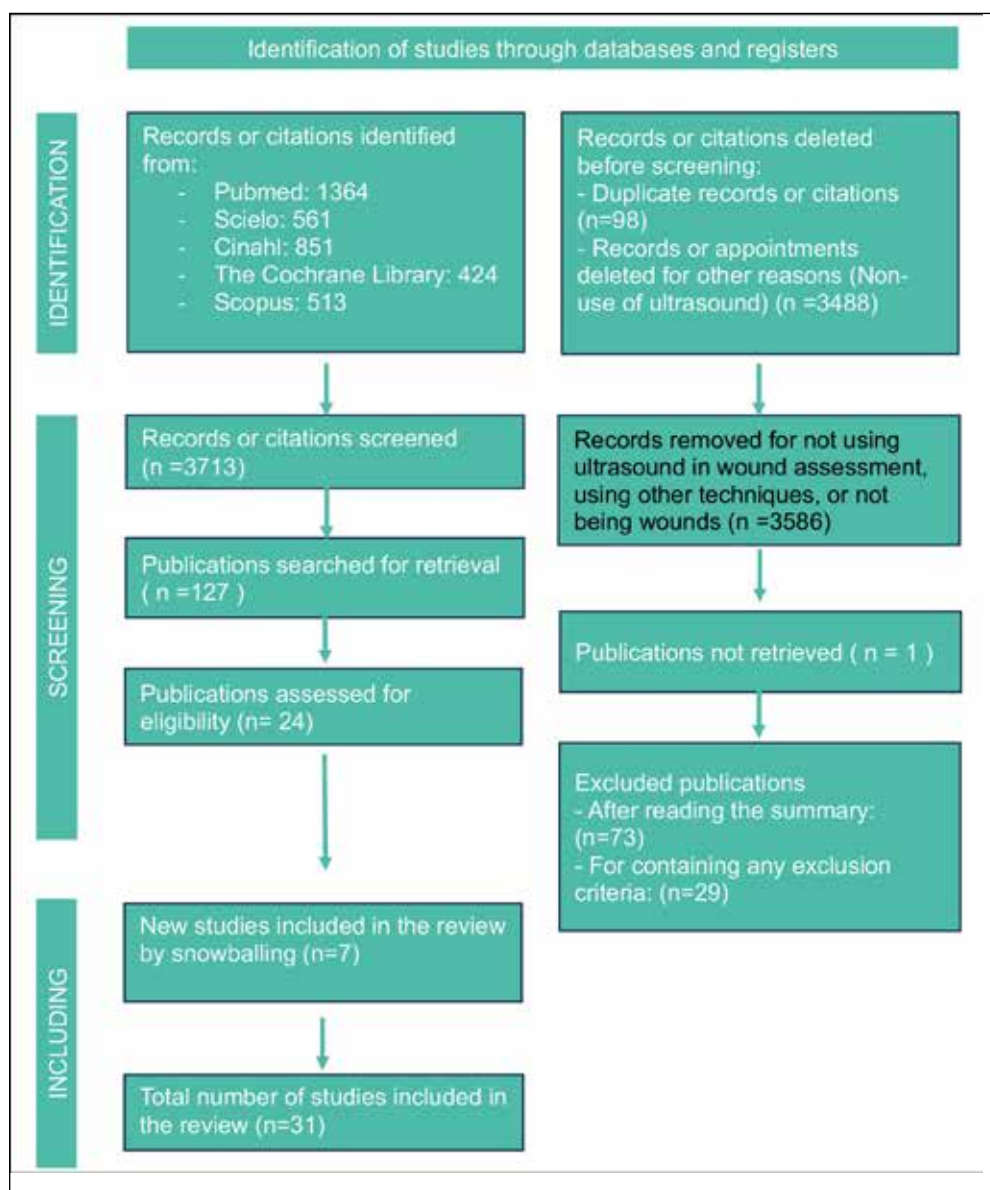 Identification of studies through databases and registers
IDENTIFICATION
Records or citations identified
from:
- Pubmed: 1364
- Scielo: 561
- Cinahl: 851
- The Cochrane Library: 424
- Scopus: 513
Records or citations deleted
before screening:
- Duplicate records or citations
(n=98)
- Records or appointments
deleted for other reasons (Non-
use of ultrasound) (n =3488)
SCREENING
Records or citations screened
(n =3713)
Records removed for not using
ultrasound in wound assessment,
using other techniques, or not
being wounds (n =3586)
Publications searched for retrieval
( n =127 )
Publications not retrieved ( n = 1 )
Publications assessed for
eligibility (n= 24)
Excluded publications
- After reading the summary:
(n=73)
- For containing any exclusion
criteria: (n=29)
INCLUDING
New studies included in the review
by snowballing (n=7)
Total number of studies included in
the review (n=31)